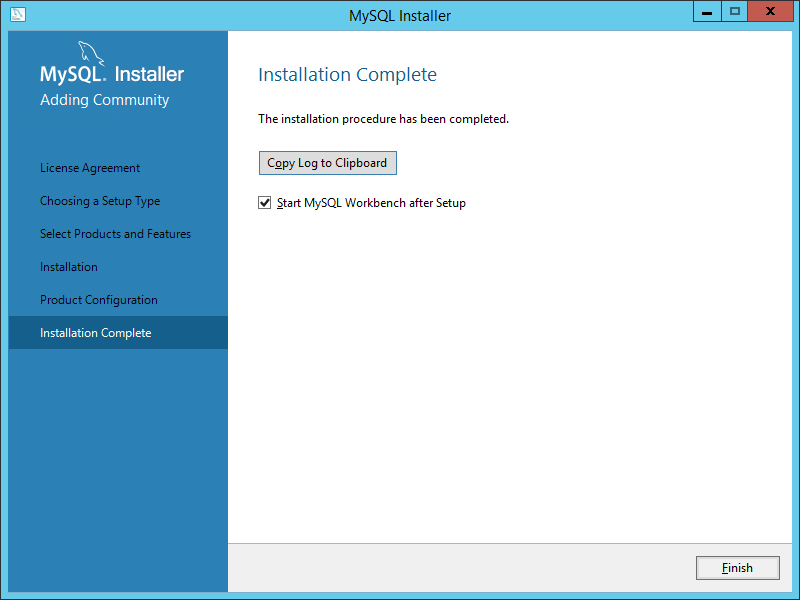 MySQL Installer
MySQL. Installer
Adding Community
License Agreement
Choosing a Setup Type
Select Products and Features
Installation
Product Configuration
Installation Complete
Installation Complete
The installation procedure has been completed.
Copy Log to Clipboard
Start MySQL Workbench after Setup
Finish